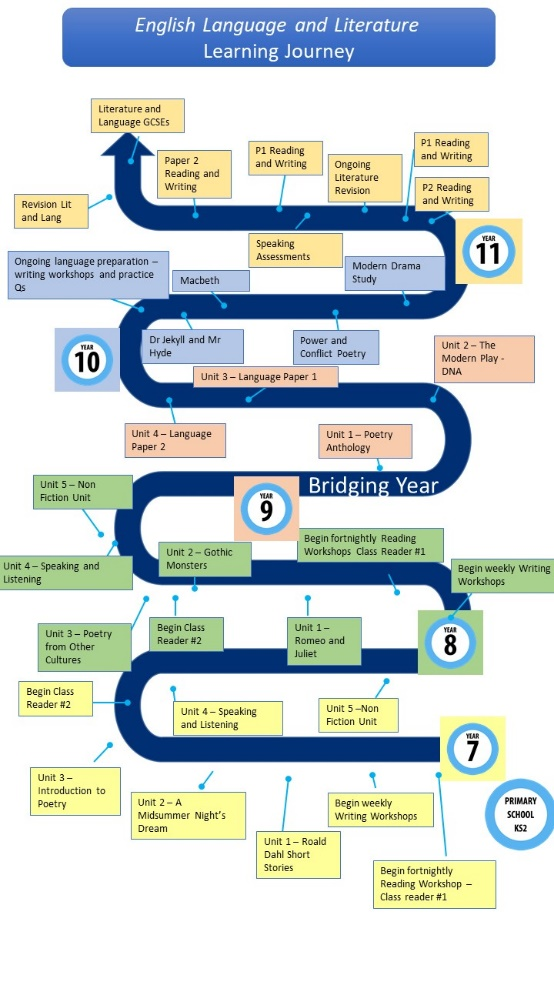 English Language and Literature
Learning Journey
Literature and
Language GCSEs
Paper 2
Reading and
Writing
P1 Reading
and Writing
Ongoing
Literature
Revision
P1 Reading
and Writing
P2 Reading
and Writing
Revision Lit
and Lang
Speaking
Assessments
YEAR
11
Ongoing language preparation –
writing workshops and practice
Qs
Macbeth
Modern Drama
Study
YEAR
10
Dr Jekyll and Mr
Hyde
Power and
Conflict Poetry
Unit 2 – The
Modern Play -
DNA
Unit 3 – Language Paper 1
Unit 4 – Language
Paper 2
Unit 1 – Poetry
Anthology
Unit 5 – Non
Fiction Unit
YEAR
9
Bridging Year
Unit 4 – Speaking and
Listening
Unit 2 – Gothic
Monsters
Begin fortnightly Reading
Workshops Class Reader #1
Begin weekly Writing
Workshops
Unit 3 – Poetry
from Other
Cultures
Begin Class
Reader #2
Unit 1 –
Romeo and
Juliet
YEAR
8
Begin Class
Reader #2
Unit 4 – Speaking
and Listening
Unit 5 –Non
Fiction Unit
YEAR
7
Unit 3 –
Introduction to
Poetry
Unit 2 – A
Midsummer Night's
Dream
Unit 1 – Roald
Dahl Short
Stories
Begin weekly
Writing Workshops
PRIMARY
SCHOOL
KS2
Begin fortnightly
Reading Workshop –
Class reader #1